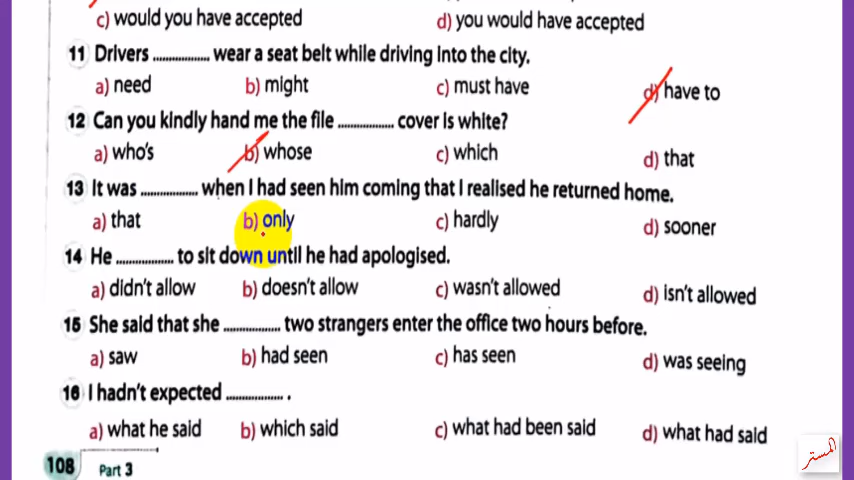 c) would you have accepted d) you would have accepted
11 Drivers ................. wear a seat belt while driving into the city.
a) need b) might c) must have d) have to
12 Can you kindly hand me the file ................. cover is white?
a) who's b) whose c) which d) that
13 It was ................. when I had seen him coming that I realised he returned home.
a) that b) only c) hardly d) sooner
14 He ................. to sit down until he had apologised.
a) didn't allow b) doesn't allow c) wasn't allowed d) isn't allowed
15 She said that she ................. two strangers enter the office two hours before.
a) saw b) had seen c) has seen d) was seeing
16 I hadn't expected ................. .
a) what he said b) which said c) what had been said d) what had said
108 Part 3
المستر